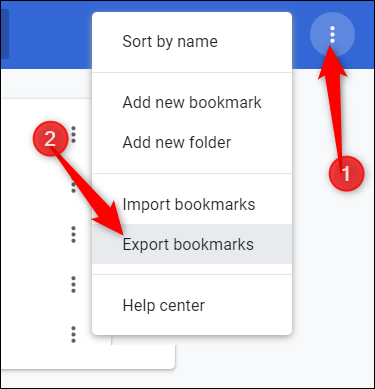 Sort by name
Add new bookmark
Add new folder
Import bookmarks
Export bookmarks
Help center
1
2